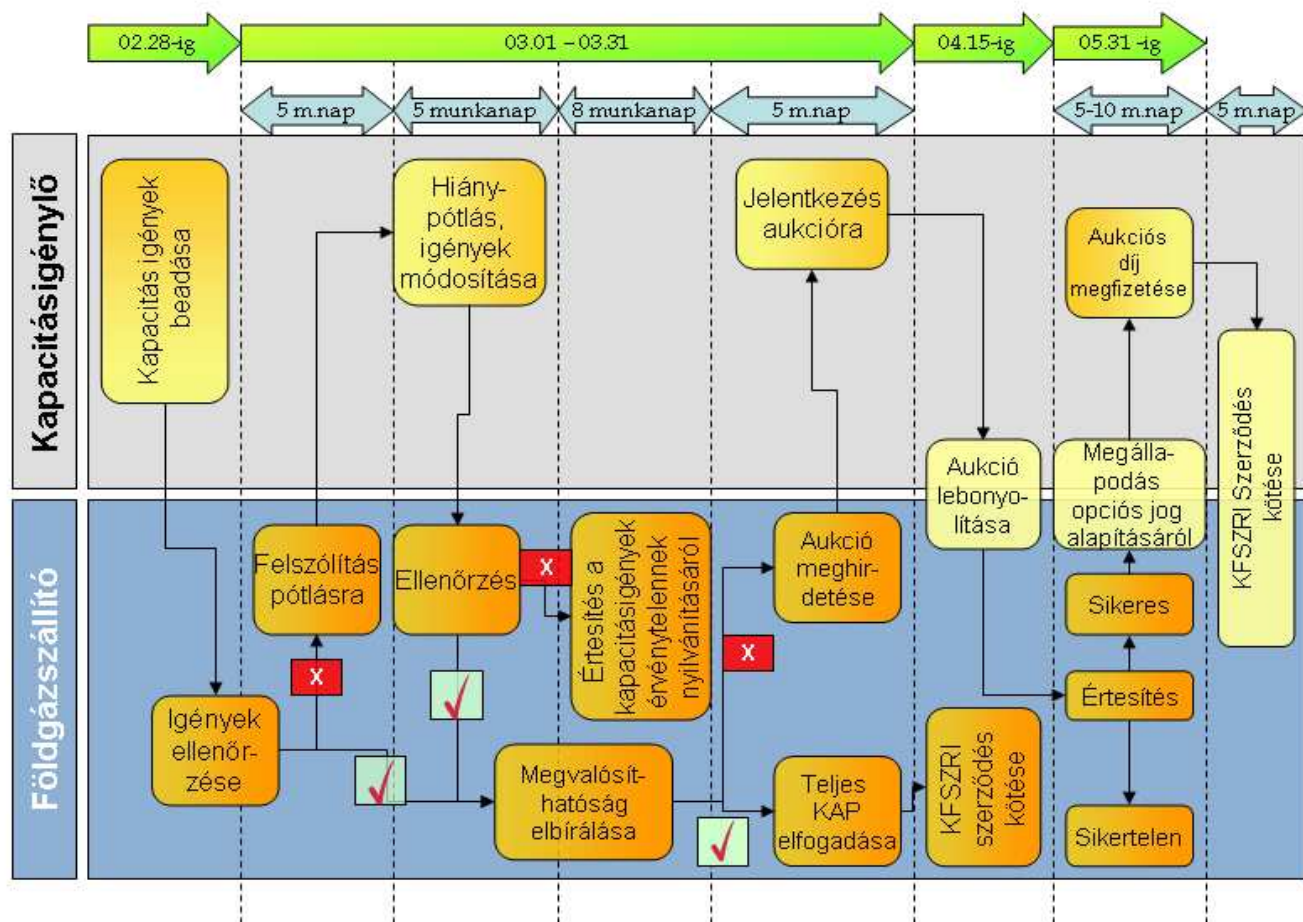 02.28-ig
03.01 – 03.31
04.15-ig
05.31 -ig
5 m.nap
5 munkanap
8 munkanap
5 m.nap
5-10 m.nap
5 m.nap
Kapacitásigénylő
Kapacitás igények
beadása
Hiány-
pótlás,
igények
módosítása
Jelentkezés
aukcióra
Aukciós
díj
megfizetése
KFSZRI Szerződés
kötése
Aukció
lebonyo-
lítása
Megálla-
podás
opciós jog
alapításáról
Földgázszállító
Felszólítás
pótlásra
Ellenőrzés
X
Értesítés a
kapacitásigények
érvénytelennek
nyilvánításáról
Aukció
meghir-
detése
Sikeres
X
X
Igények
ellenőr-
zése
Értesítés
Megvalósít-
hatóság
elbírálása
Teljes
KAP
elfogadása
KFSZRI
szerződés
kötése
Sikertelen